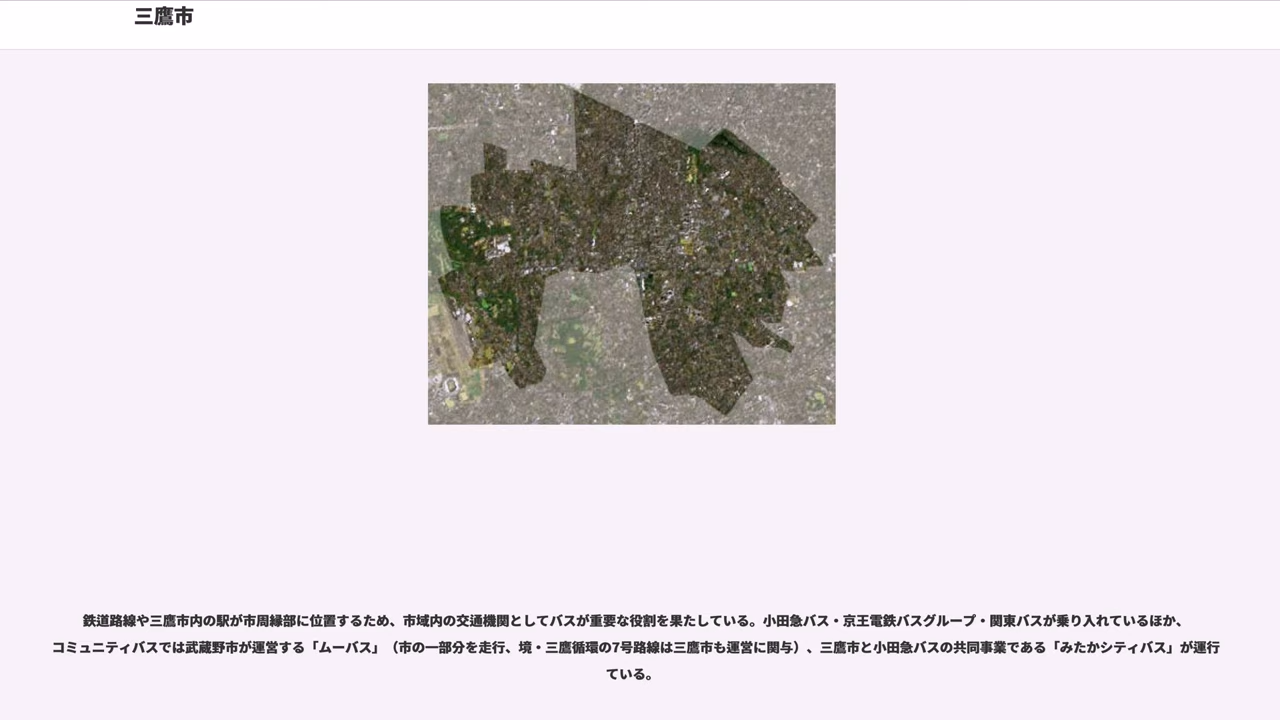 三鷹市
鉄道路線や三鷹市内の駅が市周縁部に位置するため、市域内の交通機関としてバスが重要な役割を果たしている。小田急バス・京王電鉄バスグループ・関東バスが乗り入れているほか、
コミュニティバスでは武蔵野市が運営する「ムーバス」（市の一部分を走行、境・三鷹循環の7号路線は三鷹市も運営に関与）、三鷹市と小田急バスの共同事業である「みたかシティバス」が運行
ている。